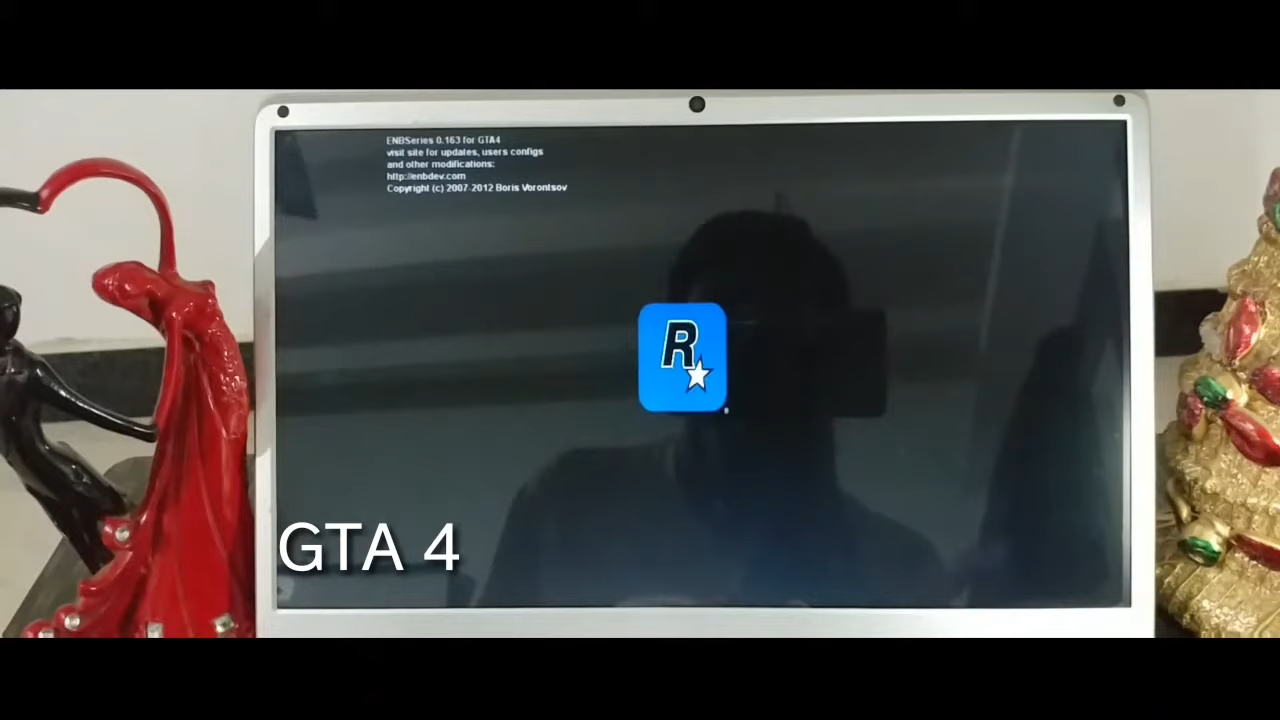 ENBSeries 0.163 for GTA4
visit site for updates, users configs
and other modifications:
http://enbdev.com
Copyright (c) 2007-2012 Boris Vorontsov
R
GTA 4